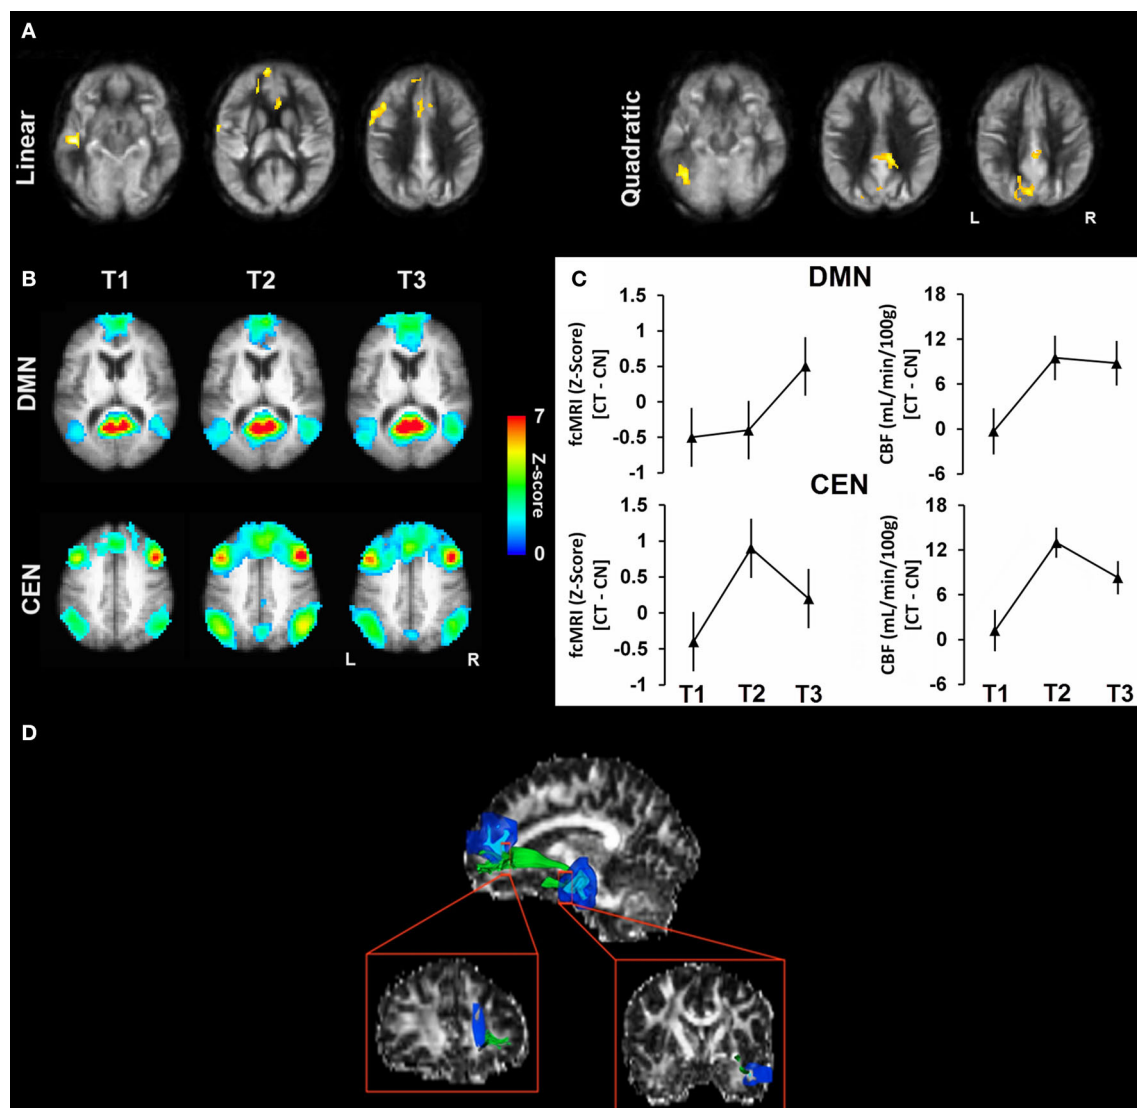 A
Linear
Quadratic
L R
B
T1 T2 T3
DMN
CEN
7
Z-score
0
L R
C
DMN
fcMRI (Z-Score)
[CT - CN]
1.5
1
0.5
0
-0.5
-1
CBF (mL/min/100g)
[CT - CN]
18
12
6
0
-6
CEN
fcMRI (Z-Score)
[CT - CN]
1.5
1
0.5
0
-0.5
-1
T1 T2 T3
CBF (mL/min/100g)
[CT - CN]
18
12
6
0
-6
T1 T2 T3
D